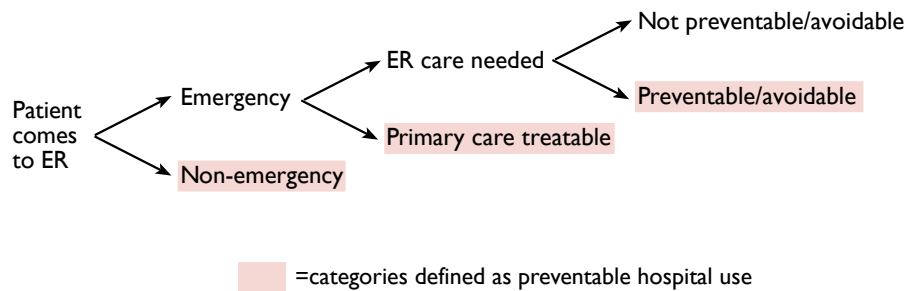 Not preventable/avoidable
ER care needed
Emergency
Preventable/avoidable
Patient
comes
to ER
Primary care treatable
Non-emergency
=categories defined as preventable hospital use